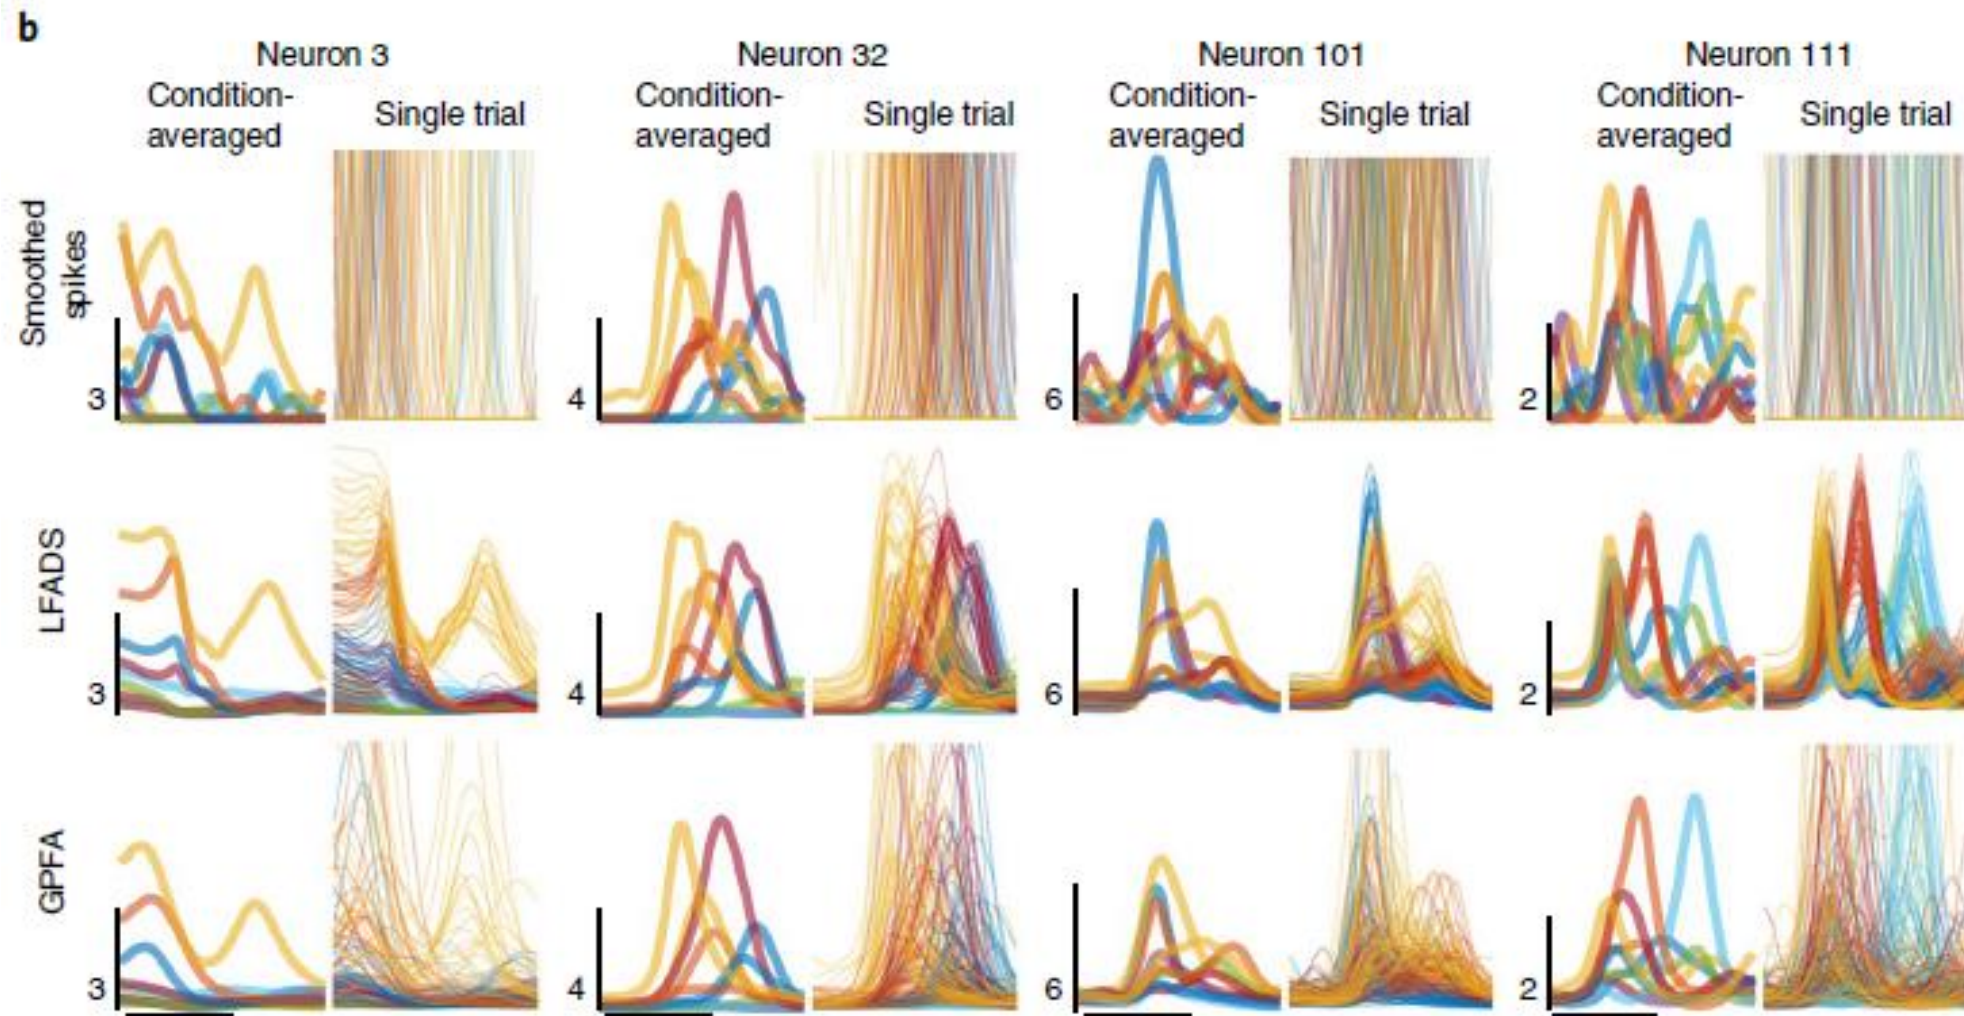 b
Neuron 3
Neuron 32
Neuron 101
Neuron 111
Condition-
averaged
Single trial
Condition-
averaged
Single trial
Condition-
averaged
Single trial
Condition-
averaged
Single trial
Smoothed
spikes
3
4
6
2
LFADS
3
4
6
2
GPFA
3
4
6
2